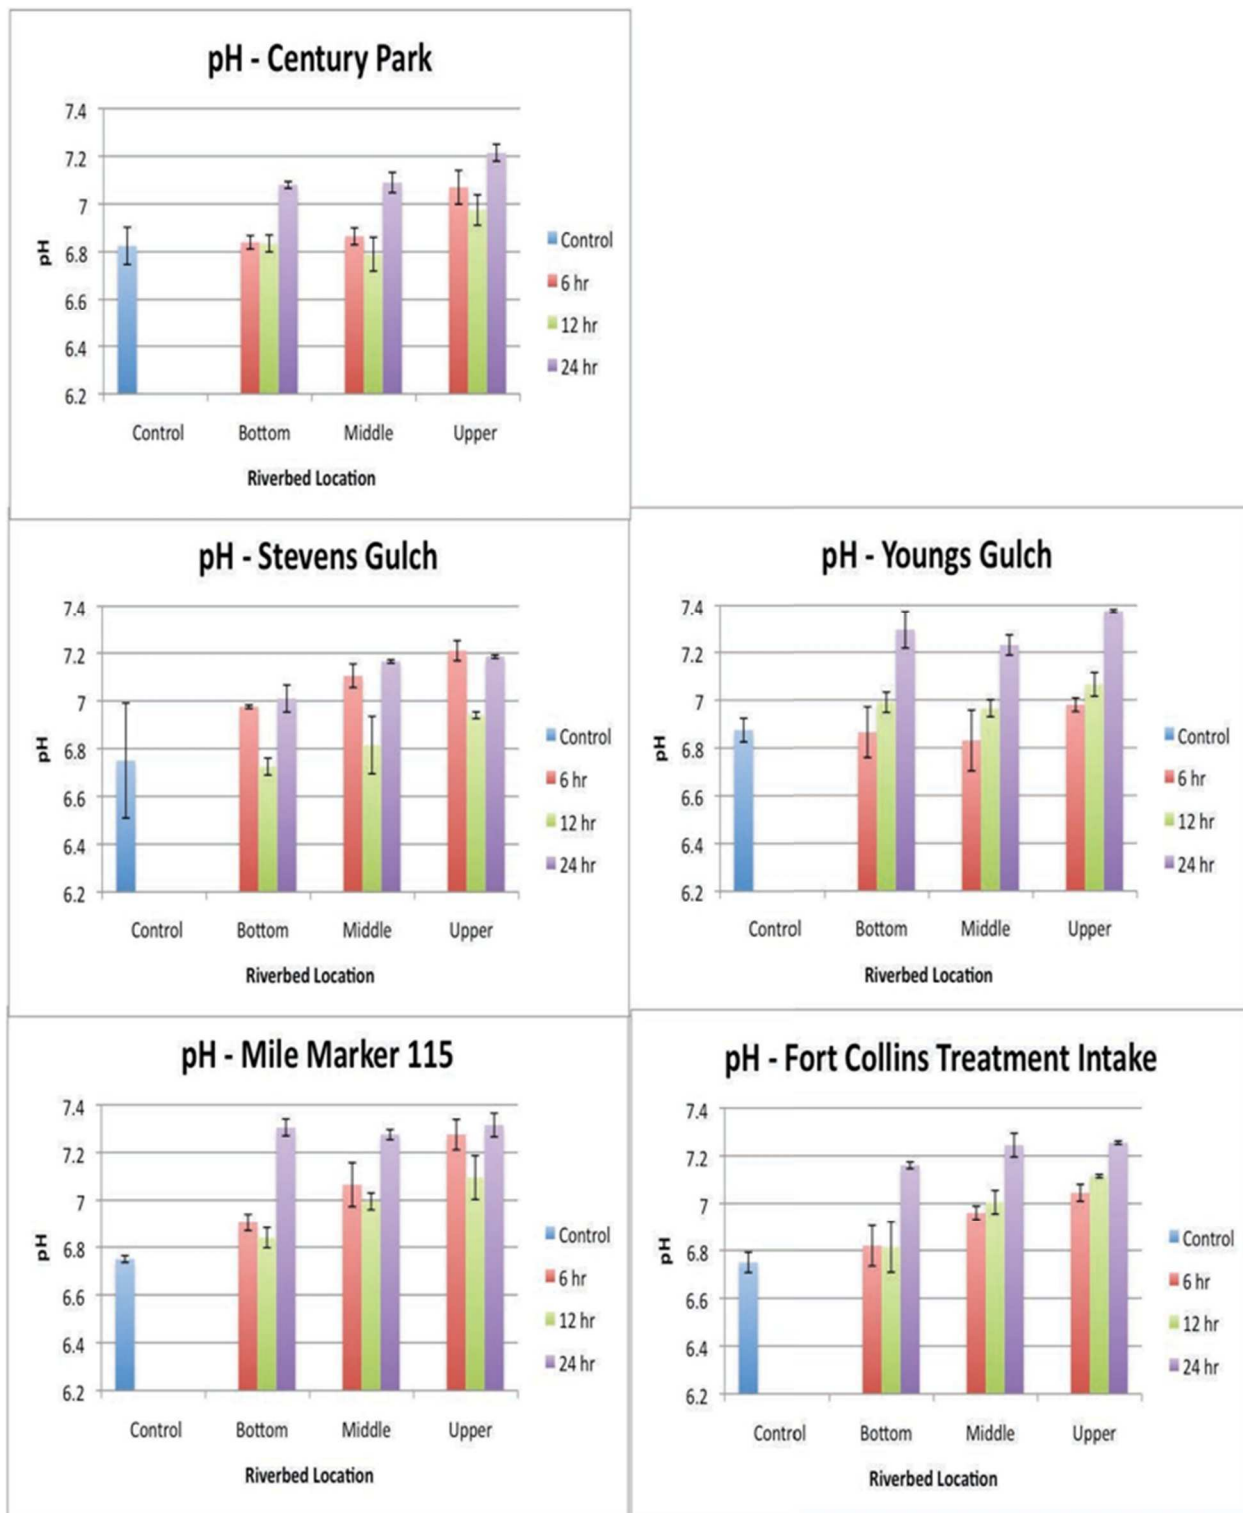 pH - Century Park
7.4
7.2
7
6.8
6.6
6.4
6.2
pH
Control
Bottom
Middle
Upper
Riverbed Location
Control
6 hr
12 hr
24 hr
pH - Stevens Gulch
7.4
7.2
7
6.8
6.6
6.4
6.2
pH
Control
Bottom
Middle
Upper
Riverbed Location
Control
6 hr
12 hr
24 hr
pH - Youngs Gulch
7.4
7.2
7
6.8
6.6
6.4
6.2
pH
Control
Bottom
Middle
Upper
Riverbed Location
Control
6 hr
12 hr
24 hr
pH - Mile Marker 115
7.4
7.2
7
6.8
6.6
6.4
6.2
pH
Control
Bottom
Middle
Upper
Riverbed Location
Control
6 hr
12 hr
24 hr
pH - Fort Collins Treatment Intake
7.4
7.2
7
6.8
6.6
6.4
6.2
pH
Control
Bottom
Middle
Upper
Riverbed Location
Control
6 hr
12 hr
24 hr